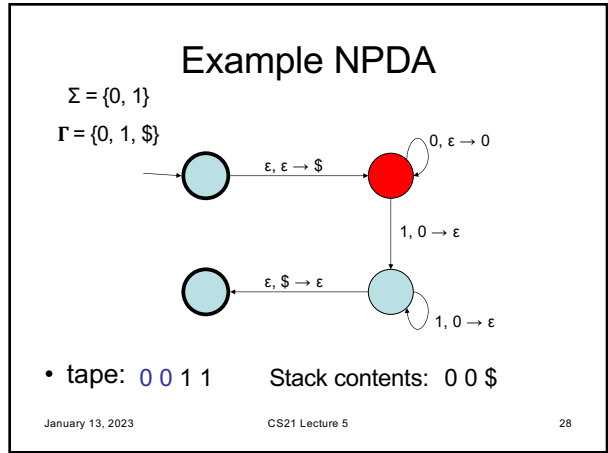 Example NPDA
Σ = {0, 1}
Γ = {0, 1, $}
0, ε → 0
ε, ε → $
1, 0 → ε
ε, $ → ε
1, 0 → ε
• tape: 0 0 1 1 Stack contents: 0 0 $
January 13, 2023 CS21 Lecture 5 28